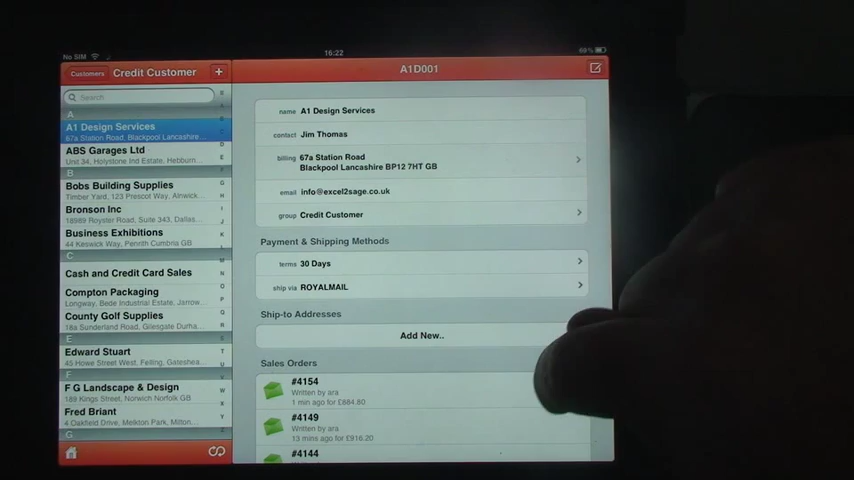 No SIM
16:22
69%
Customers
Credit Customer
+
A1D001
Search
A
A1 Design Services
67a Station Road, Blackpool Lancashire...
ABS Garages Ltd
Unit 34, Holystone Ind Estate, Hebburn...
B
Bobs Building Supplies
Timber Yard, 123 Prescot Way, Alnwick...
Bronson Inc
18989 Royster Road, Suite 343, Dallas...
Business Exhibitions
44 Keswick Way, Penrith Cumbria GB
C
Cash and Credit Card Sales
Compton Packaging
Longway, Bede Industrial Estate, Jarrow...
County Golf Supplies
18a Sunderland Road, Gilesgate Durha...
E
Edward Stuart
45 Howe Street West, Felling, Gateshea...
F
F G Landscape & Design
189 Kings Street, Norwich Norfolk GB
Fred Briant
4 Oakfield Drive, Melkton Park, Milton...
G
name A1 Design Services
contact Jim Thomas
billing 67a Station Road
Blackpool Lancashire BP12 7HT GB
email info@excel2sage.co.uk
group Credit Customer
Payment & Shipping Methods
terms 30 Days
ship via ROYALMAIL
Ship-to Addresses
Add New..
Sales Orders
#4154
Written by ara
1 min ago for £684.80
#4149
Written by ara
13 mins ago for £916.20
#4144